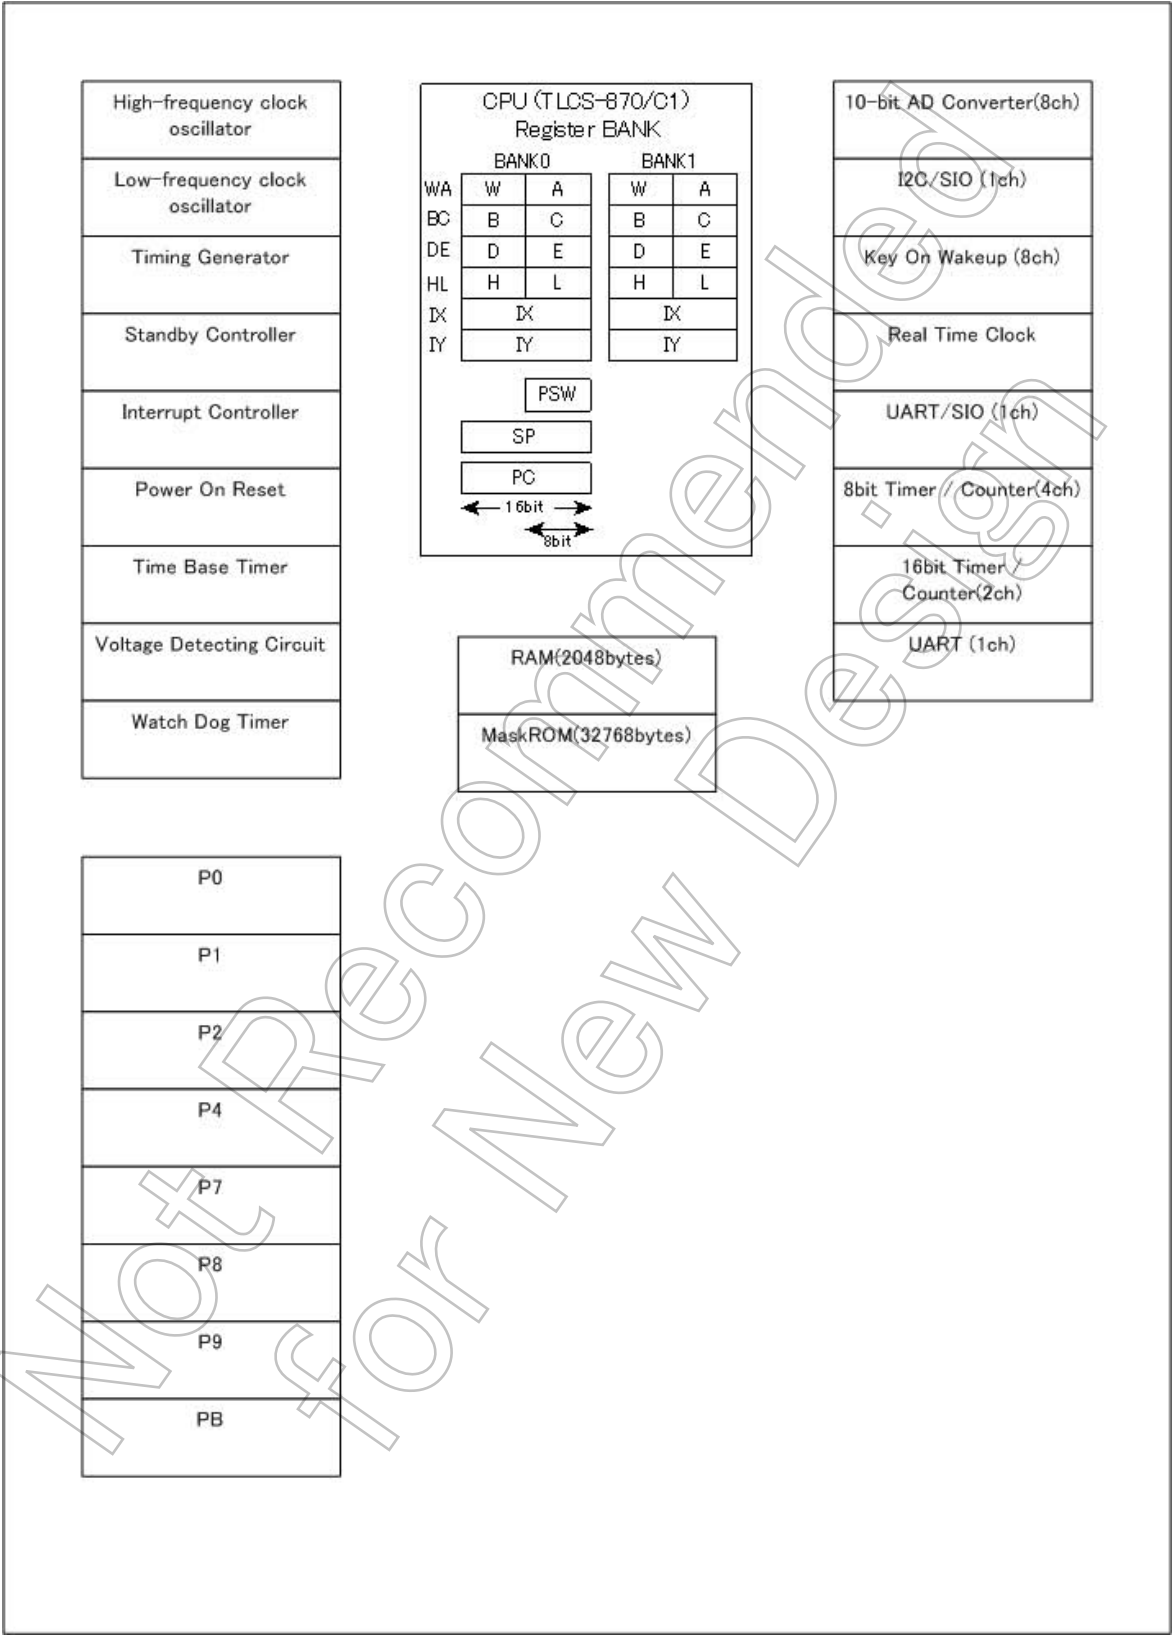 High-frequency clock
oscillator
Low-frequency clock
oscillator
Timing Generator
Standby Controller
Interrupt Controller
Power On Reset
Time Base Timer
Voltage Detecting Circuit
Watch Dog Timer
CPU (TLCS-870/C1)
Register BANK
BANK0 BANK1
WA W A W A
BC B C B C
DE D E D E
HL H L H L
IX IX IX
IY IY IY
PSW
SP
PC
16bit
8bit
RAM(2048bytes)
MaskROM(32768bytes)
10-bit AD Converter(8ch)
I2C/SIO (1ch)
Key On Wakeup (8ch)
Real Time Clock
UART/SIO (1ch)
8bit Timer / Counter(4ch)
16bit Timer /
Counter(2ch)
UART (1ch)
P0
P1
P2
P4
P7
P8
P9
PB
Not Recommended
for New Design